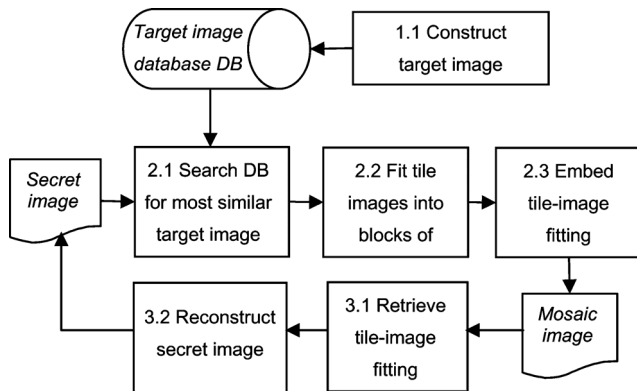 Target image
database DB
1.1 Construct
target image
Secret
image
2.1 Search DB
for most similar
target image
2.2 Fit tile
images into
blocks of
2.3 Embed
tile-image
fitting
3.2 Reconstruct
secret image
3.1 Retrieve
tile-image
fitting
Mosaic
image